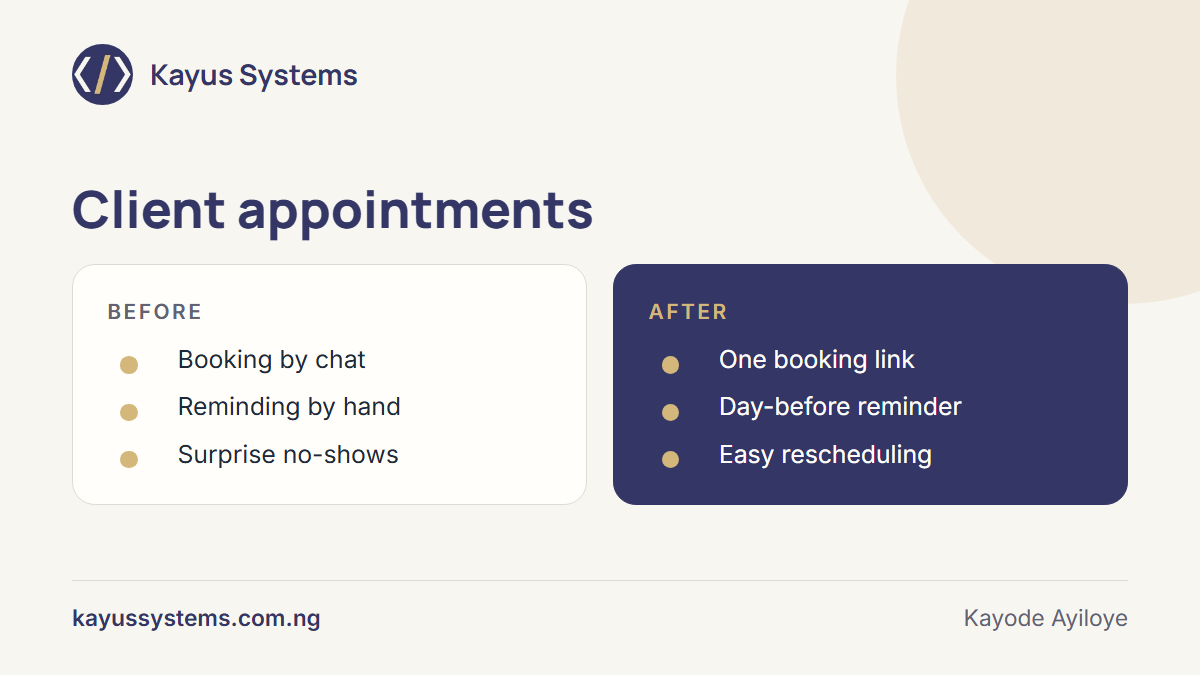 Kayus Systems
Client appointments
BEFORE
Booking by chat
Reminding by hand
Surprise no-shows
AFTER
One booking link
Day-before reminder
Easy rescheduling
kayussystems.com.ng
Kayode Ayiloye